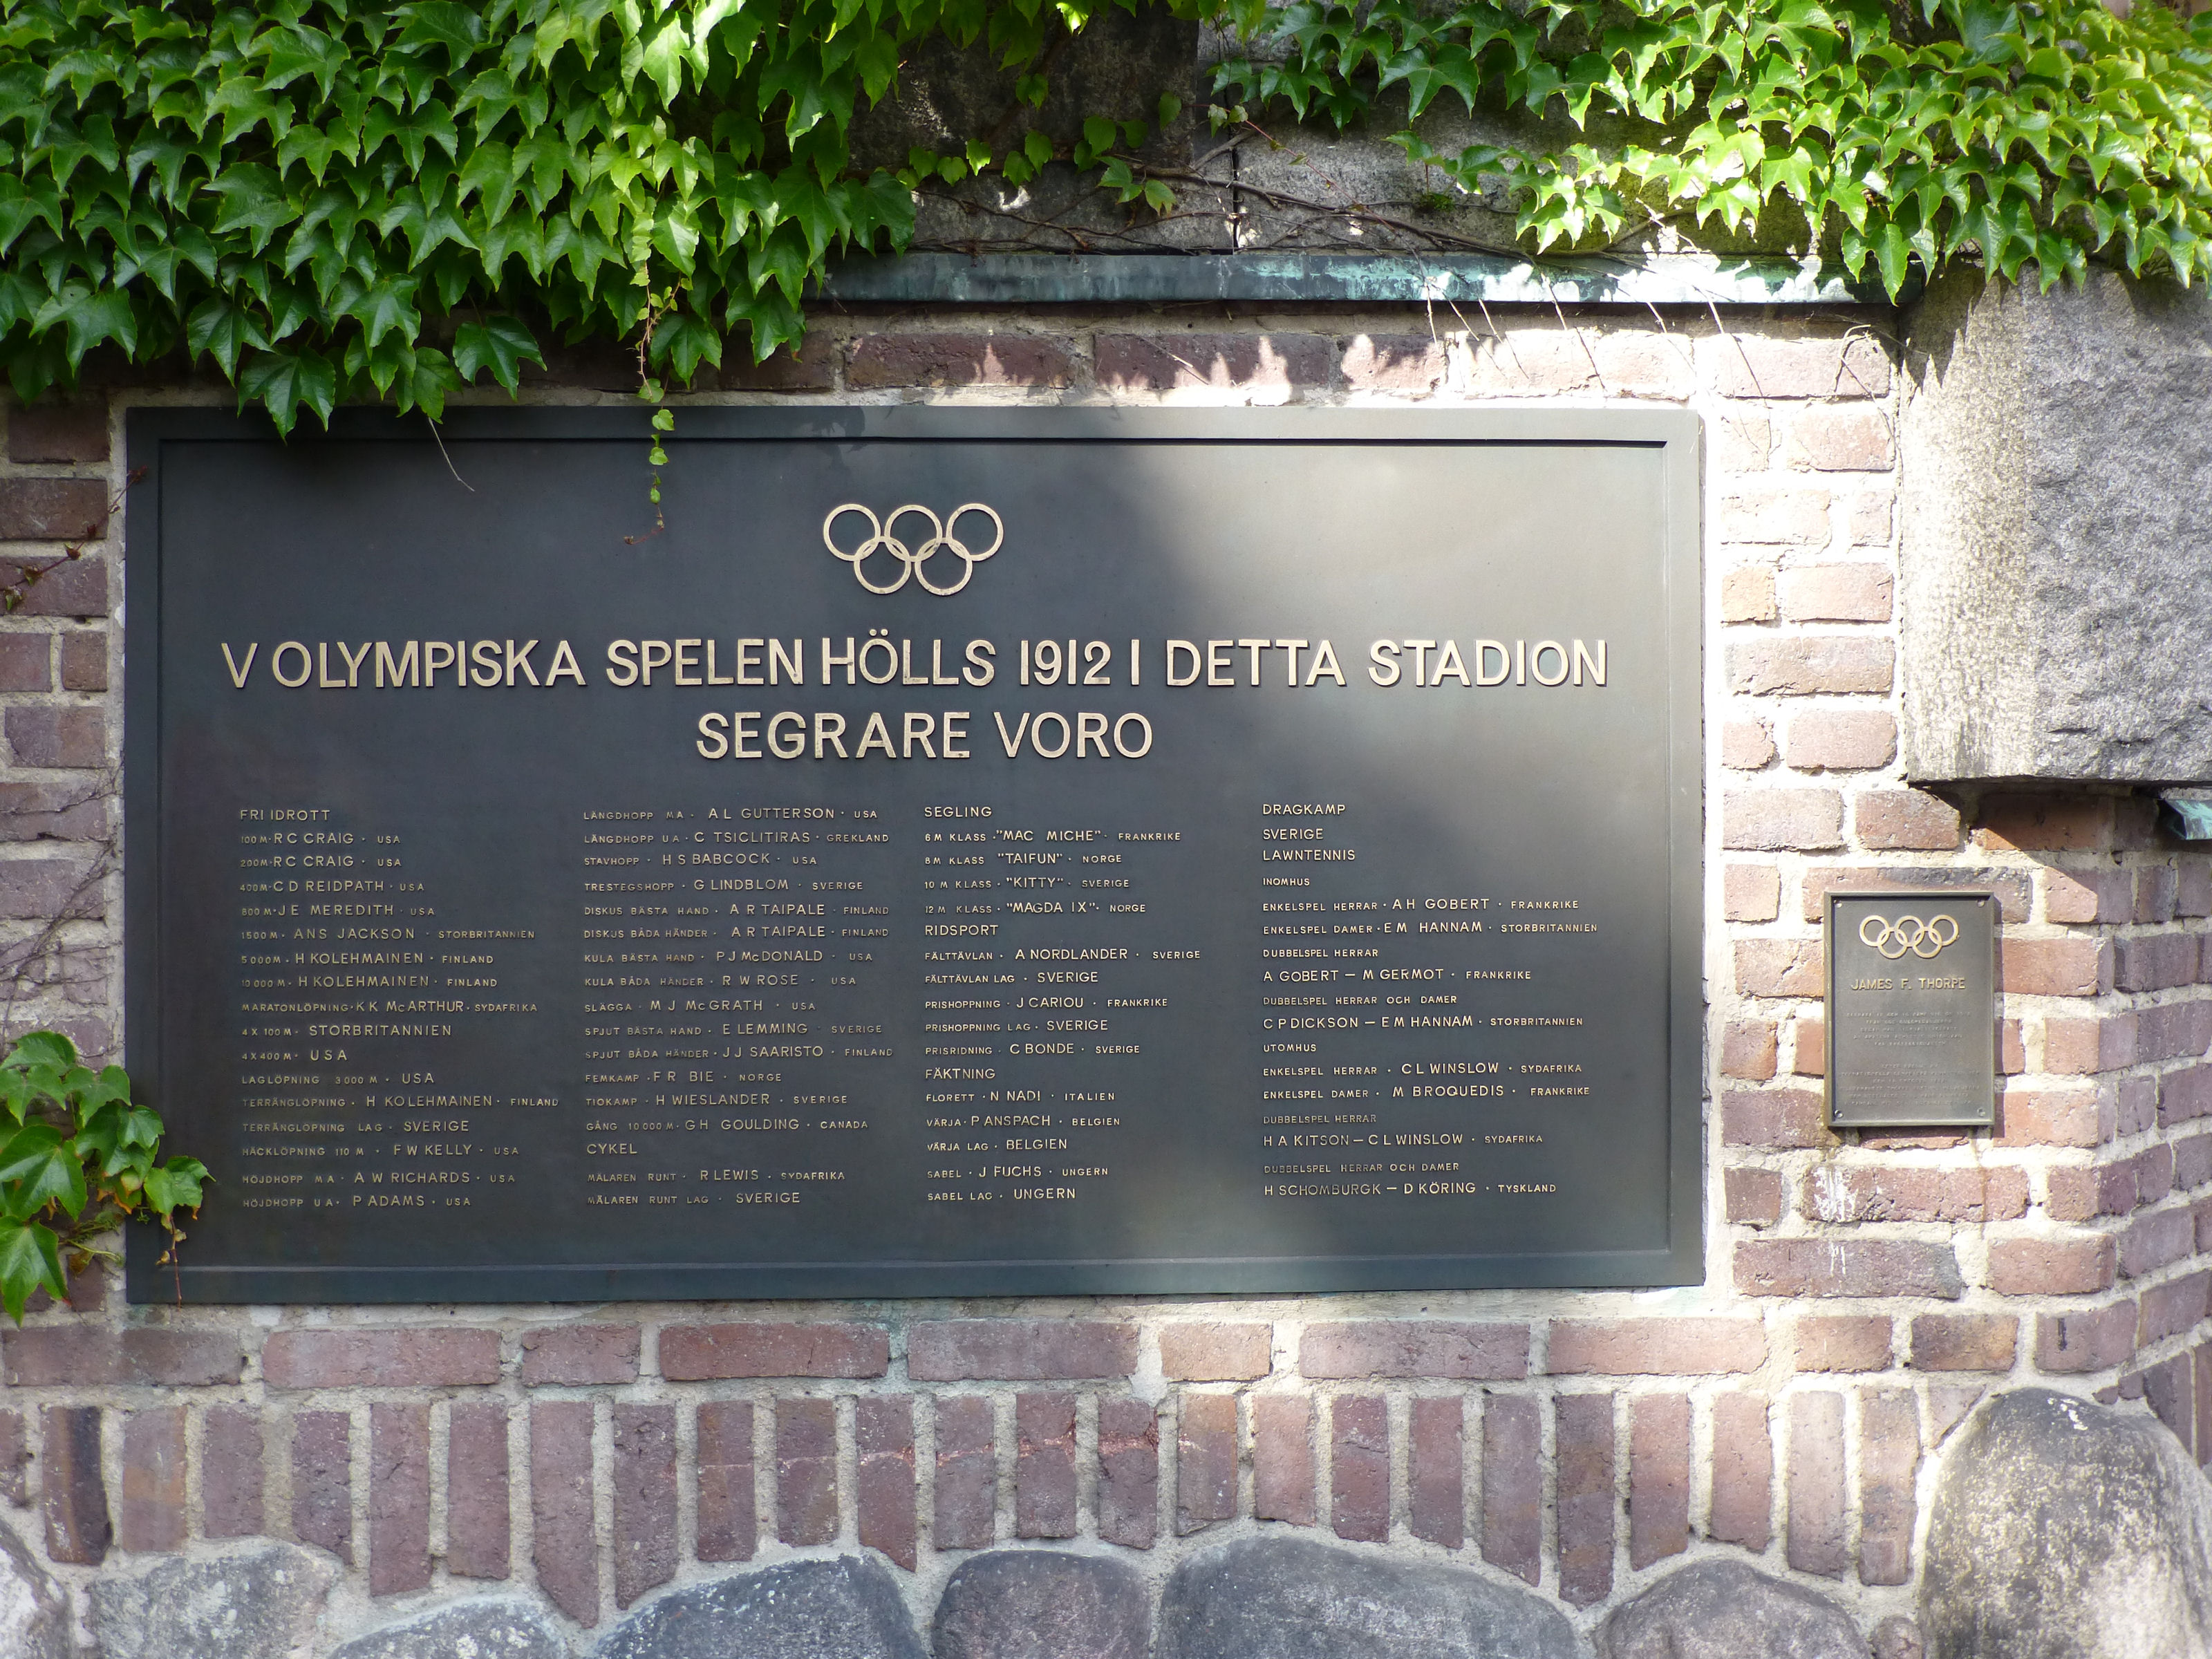 V OLYMPISKA SPELEN HÖLLS 1912 I DETTA STADION
SEGRARE VORO
FRI IDROTT
100 M · R C CRAIG · USA
200 M · R C CRAIG · USA
400 M · C D REIDPATH · USA
800 M · J E MEREDITH · USA
1500 M · ANS JACKSON · STORBRITANNIEN
5 000 M · H KOLEHMAINEN · FINLAND
10 000 M · H KOLEHMAINEN · FINLAND
MARATONLÖPNING · K K McARTHUR · SYDAFRIKA
4 X 100 M · STORBRITANNIEN
4 X 400 M · USA
LAGLÖPNING 3 000 M · USA
TERRÄNGLÖPNING · H KOLEHMAINEN · FINLAND
TERRÄNGLÖPNING LAG · SVERIGE
HÄCKLÖPNING 110 M · F W KELLY · USA
HÖJDHOPP M A · A W RICHARDS · USA
HÖJDHOPP U A · P ADAMS · USA
LÄNGDHOPP M A · A L GUTTERSON · USA
LÄNGDHOPP U A · C TSICLITIRAS · GREKLAND
STAVHOPP · H S BABCOCK · USA
TRESTEGSHOPP · G LINDBLOM · SVERIGE
DISKUS BÄSTA HAND · A R TAIPALE · FINLAND
DISKUS BÅDA HÄNDER · A R TAIPALE · FINLAND
KULA BÄSTA HAND · P J McDONALD · USA
KULA BÅDA HÄNDER · R W ROSE · USA
SLÄGGA · M J McGRATH · USA
SPJUT BÄSTA HAND · E LEMMING · SVERIGE
SPJUT BÅDA HÄNDER · J J SAARISTO · FINLAND
FEMKAMP · F R BIE · NORGE
TIOKAMP · H WIESLANDER · SVERIGE
GÅNG 10 000 M · G H GOULDING · CANADA
CYKEL
MÄLAREN RUNT · R LEWIS · SYDAFRIKA
MÄLAREN RUNT LAG · SVERIGE
SEGLING
6 M KLASS · "MAC MICHE" · FRANKRIKE
8 M KLASS "TAIFUN" · NORGE
10 M KLASS · "KITTY" · SVERIGE
12 M KLASS · "MAGDA IX" · NORGE
RIDSPORT
FÄLTTÄVLAN · A NORDLANDER · SVERIGE
FÄLTTÄVLAN LAG · SVERIGE
PRISHOPPNING · J CARIOU · FRANKRIKE
PRISHOPPNING LAG · SVERIGE
PRISRIDNING · C BONDE · SVERIGE
FÄKTNING
FLORETT · N NADI · ITALIEN
VÄRJA · P ANSPACH · BELGIEN
VÄRJA LAG · BELGIEN
SABEL · J FUCHS · UNGERN
SABEL LAG · UNGERN
DRAGKAMP
SVERIGE
LAWNTENNIS
INOMHUS
ENKELSPEL HERRAR · A H GOBERT · FRANKRIKE
ENKELSPEL DAMER · E M HANNAM · STORBRITANNIEN
DUBBELSPEL HERRAR
A GOBERT — M GERMOT · FRANKRIKE
DUBBELSPEL HERRAR OCH DAMER
C P DICKSON — E M HANNAM · STORBRITANNIEN
UTOMHUS
ENKELSPEL HERRAR · C L WINSLOW · SYDAFRIKA
ENKELSPEL DAMER · M BROQUEDIS · FRANKRIKE
DUBBELSPEL HERRAR
H A KITSON — C L WINSLOW · SYDAFRIKA
DUBBELSPEL HERRAR OCH DAMER
H SCHOMBURGK — D KÖRING · TYSKLAND
JAMES F. THORPE